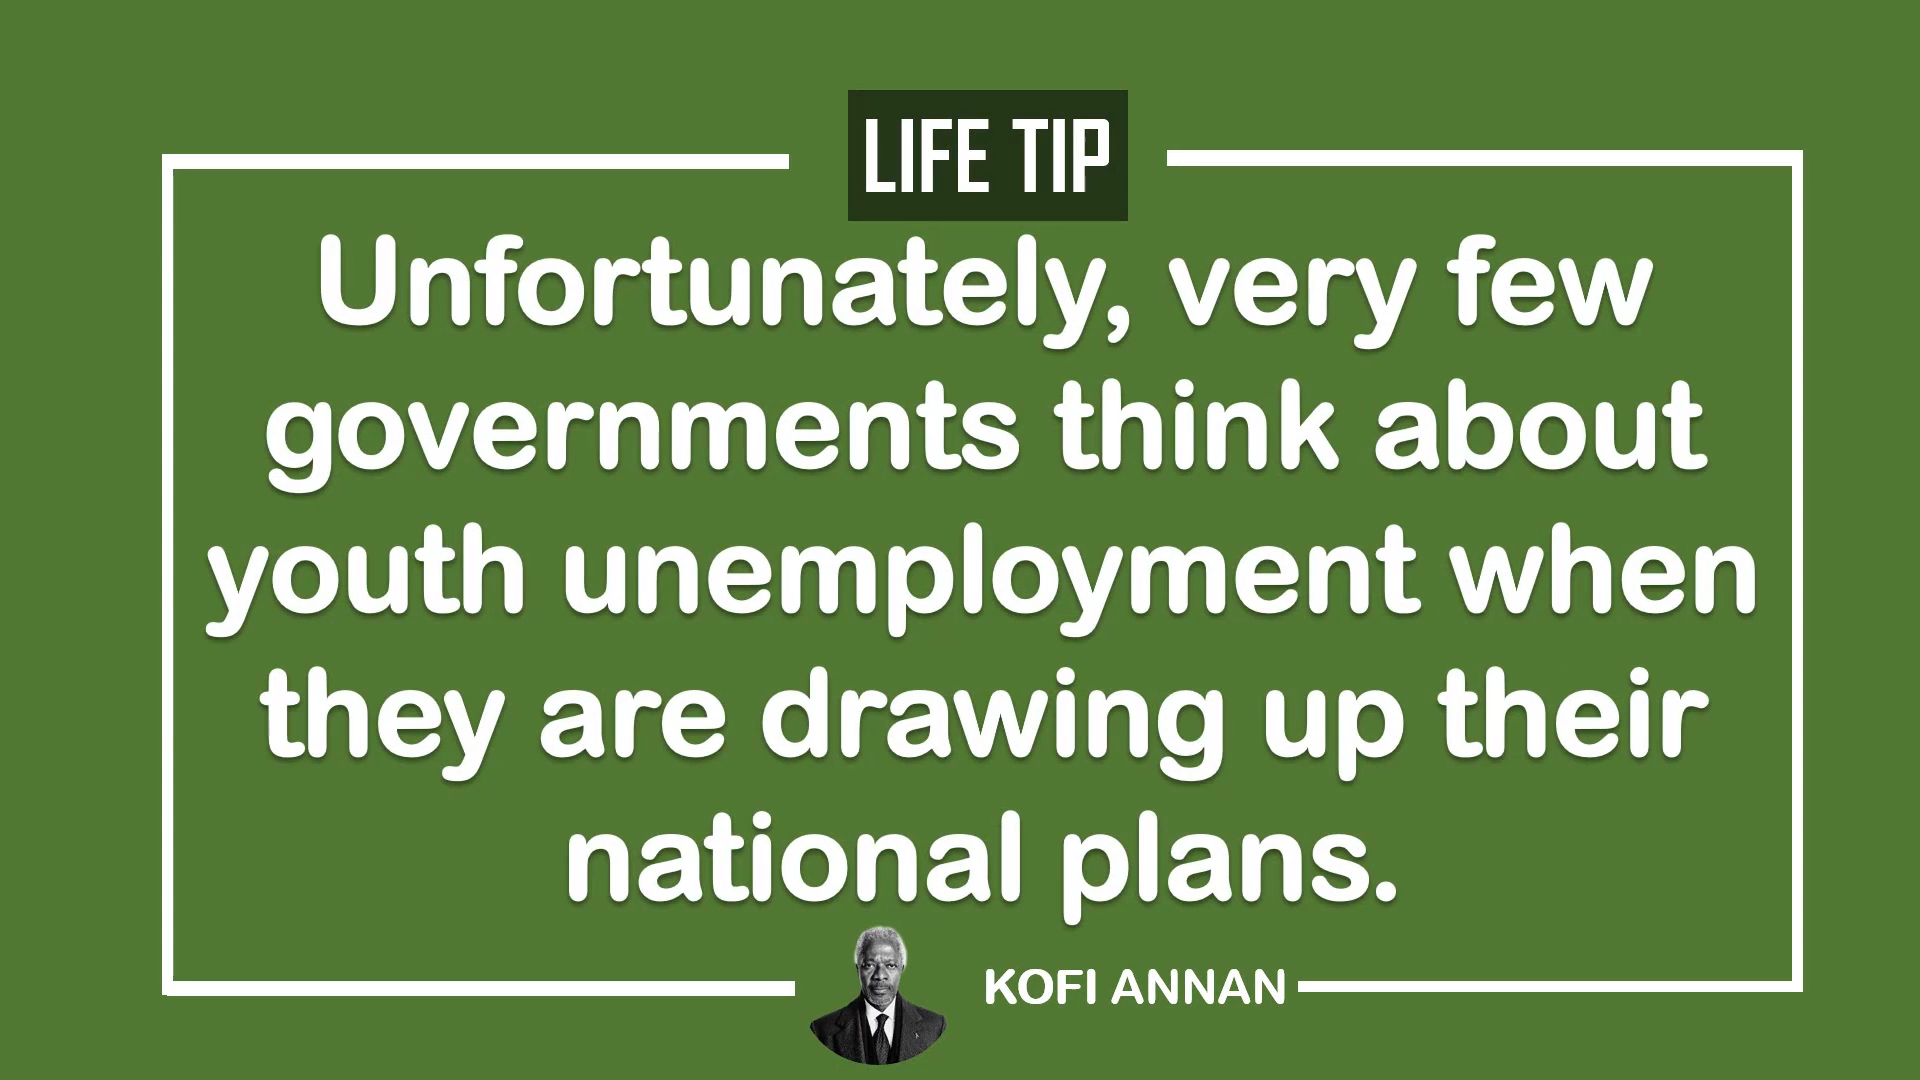 LIFE TIP
Unfortunately, very few
governments think about
youth unemployment when
they are drawing up their
national plans.
KOFI ANNAN